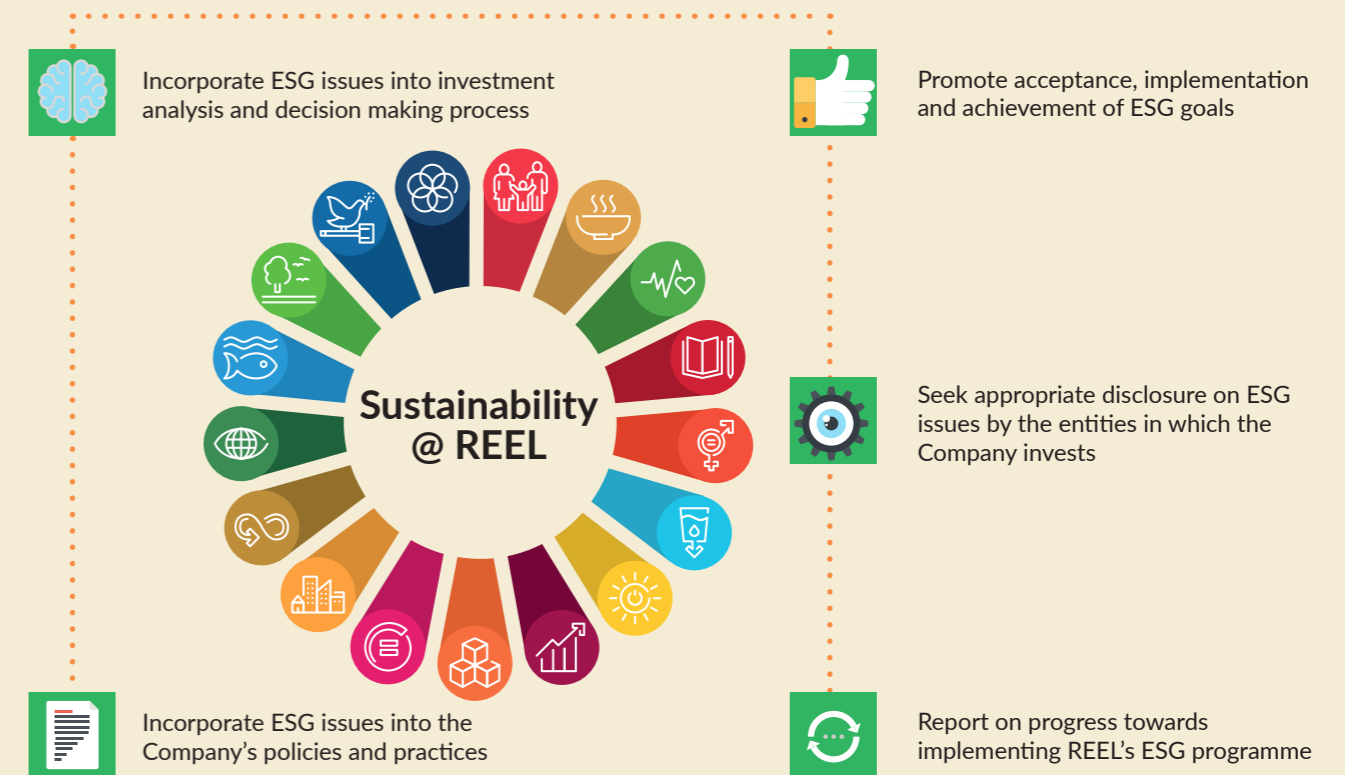 Incorporate ESG issues into investment
analysis and decision making process
Promote acceptance, implementation
and achievement of ESG goals
Sustainability
@ REEL
Seek appropriate disclosure on ESG
issues by the entities in which the
Company invests
Incorporate ESG issues into the
Company’s policies and practices
Report on progress towards
implementing REEL’s ESG programme